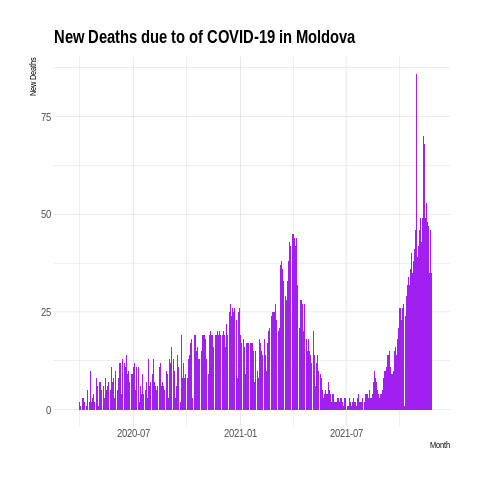 New Deaths due to of COVID-19 in Moldova
New Deaths
75
50
25
0
2020-07
2021-01
2021-07
Month